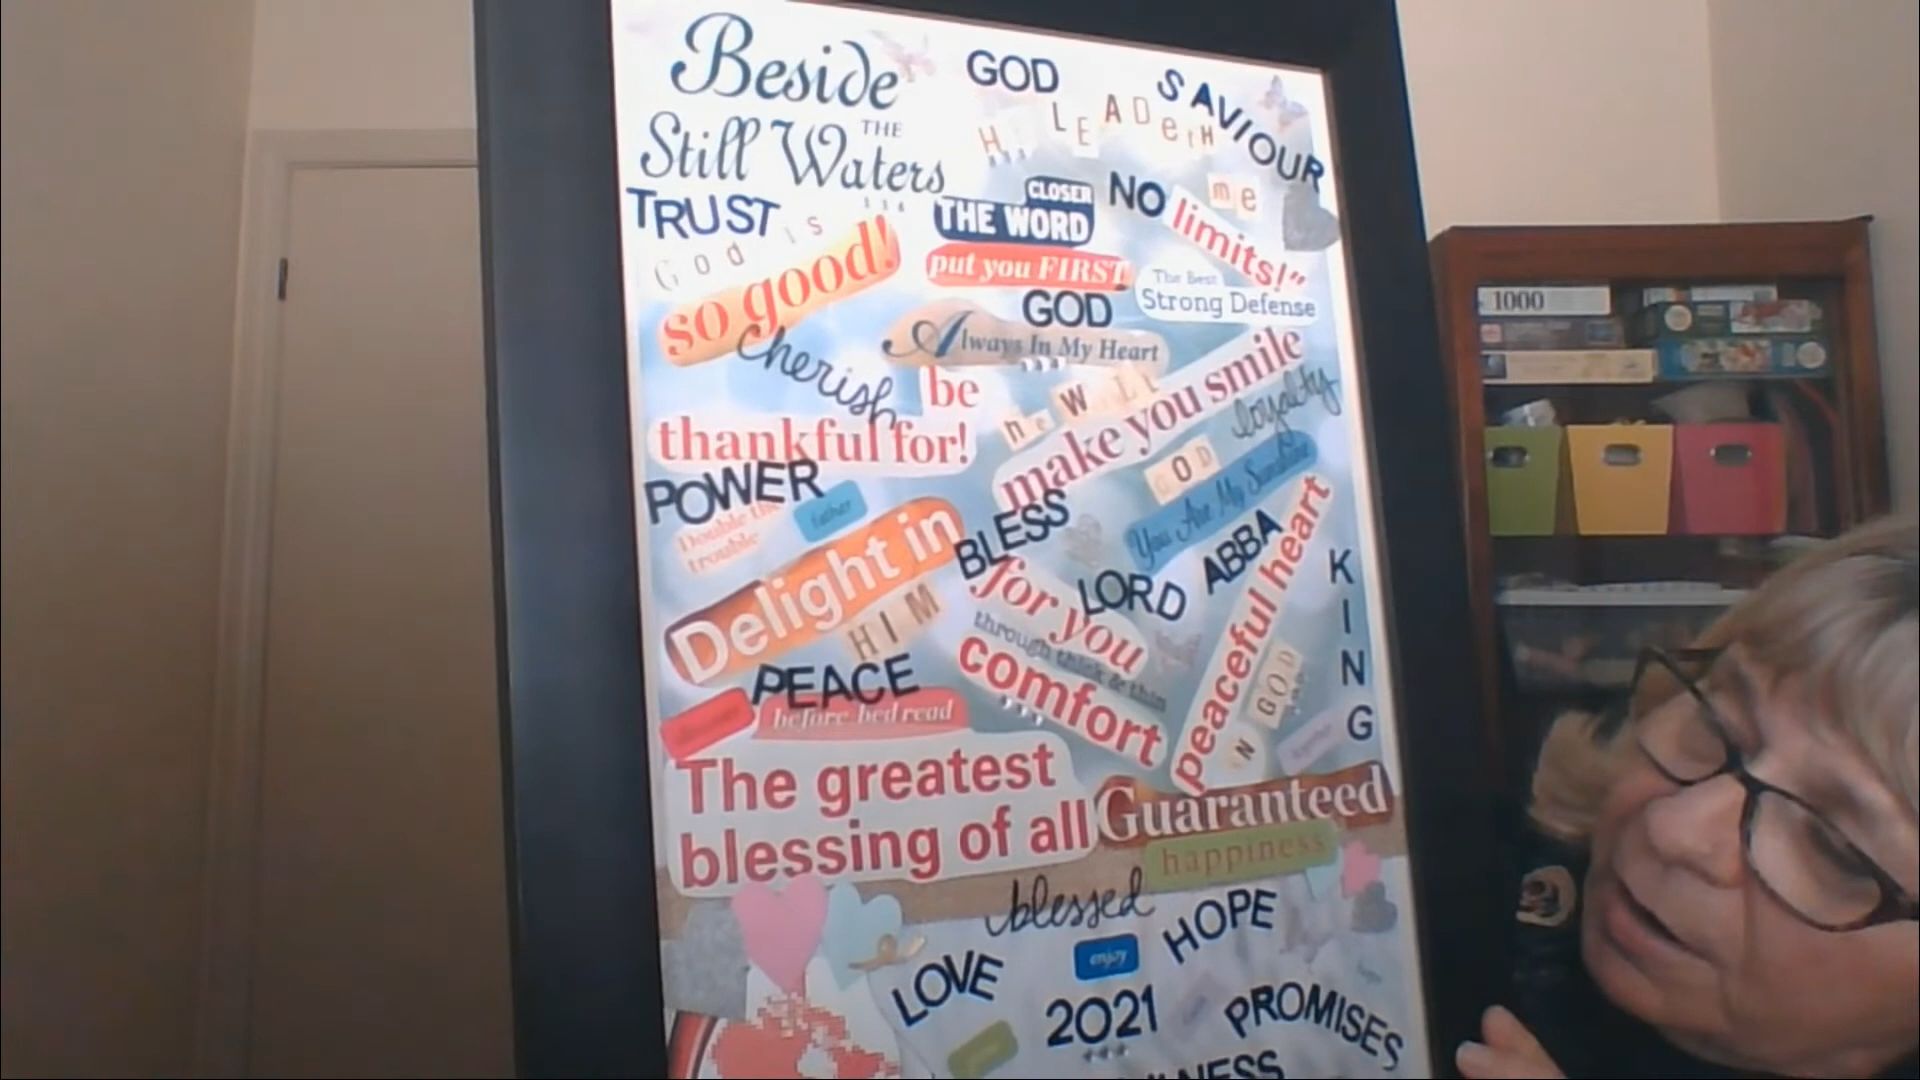 Beside
THE
Still Waters
GOD
SAVIOUR
LEADETH
me
TRUST
God is
so good!
CLOSER
THE WORD
NO
limits!"
put you FIRST
The Best
Strong Defense
GOD
Always In My Heart
cherish
be
thankful for!
he WILL
make you smile
loyalty
GOD
You Are My Sunshine
POWER
Double the
trouble
father
Delight in
HIM
BLESS
for you
LORD
ABBA
through thick & thin
comfort
peaceful heart
IN GOD
KING
PEACE
before bed read
The greatest
blessing of all
Guaranteed
happiness
blessed
HOPE
LOVE
enjoy
2021
PROMISES
1000